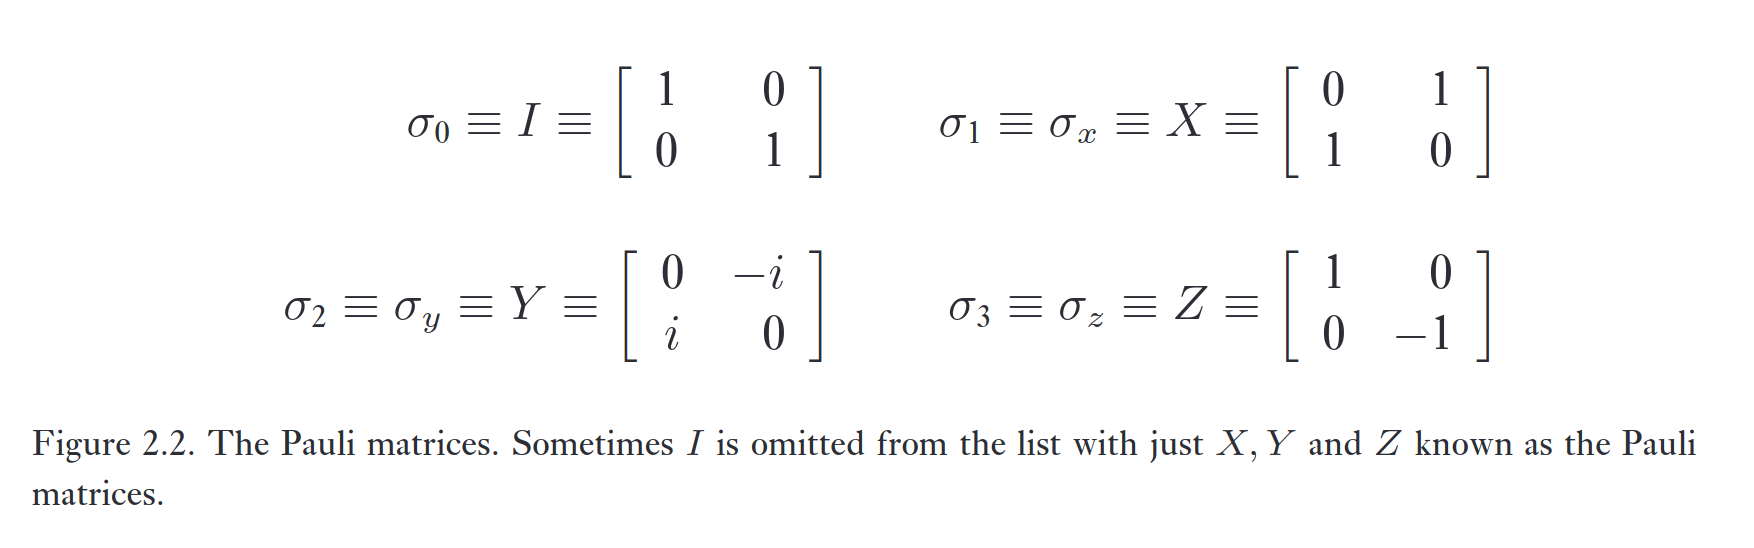 σ₀ ≡ I ≡ [ 1 0 ; 0 1 ] σ₁ ≡ σₓ ≡ X ≡ [ 0 1 ; 1 0 ]
σ₂ ≡ σ_y ≡ Y ≡ [ 0 −i ; i 0 ] σ₃ ≡ σ_z ≡ Z ≡ [ 1 0 ; 0 −1 ]
Figure 2.2. The Pauli matrices. Sometimes I is omitted from the list with just X, Y and Z known as the Pauli
matrices.